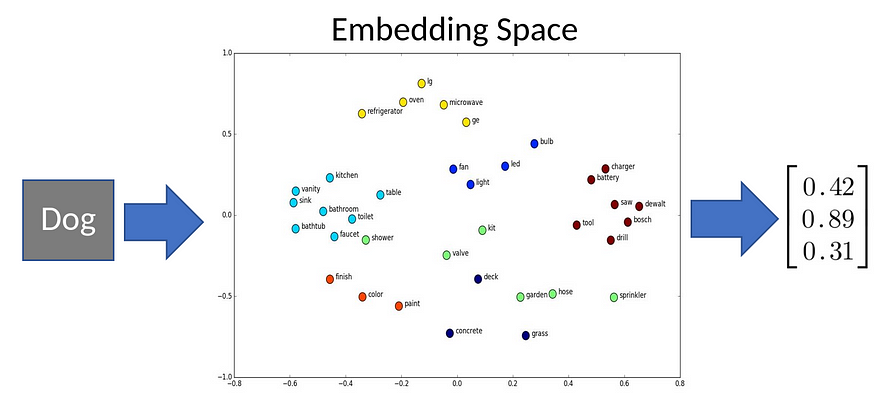 Embedding Space
Dog
1.0
0.5
0.0
−0.5
−1.0
−0.8
−0.6
−0.4
−0.2
0.0
0.2
0.4
0.6
0.8
lg
oven
microwave
refrigerator
ge
bulb
fan
led
light
charger
battery
kitchen
vanity
table
sink
bathroom
toilet
bathtub
faucet
shower
saw
dewalt
bosch
tool
drill
kit
valve
deck
finish
color
paint
garden
hose
sprinkler
concrete
grass
0.42
0.89
0.31